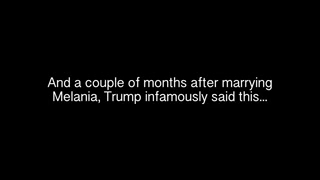 And a couple of months after marrying
Melania, Trump infamously said this...